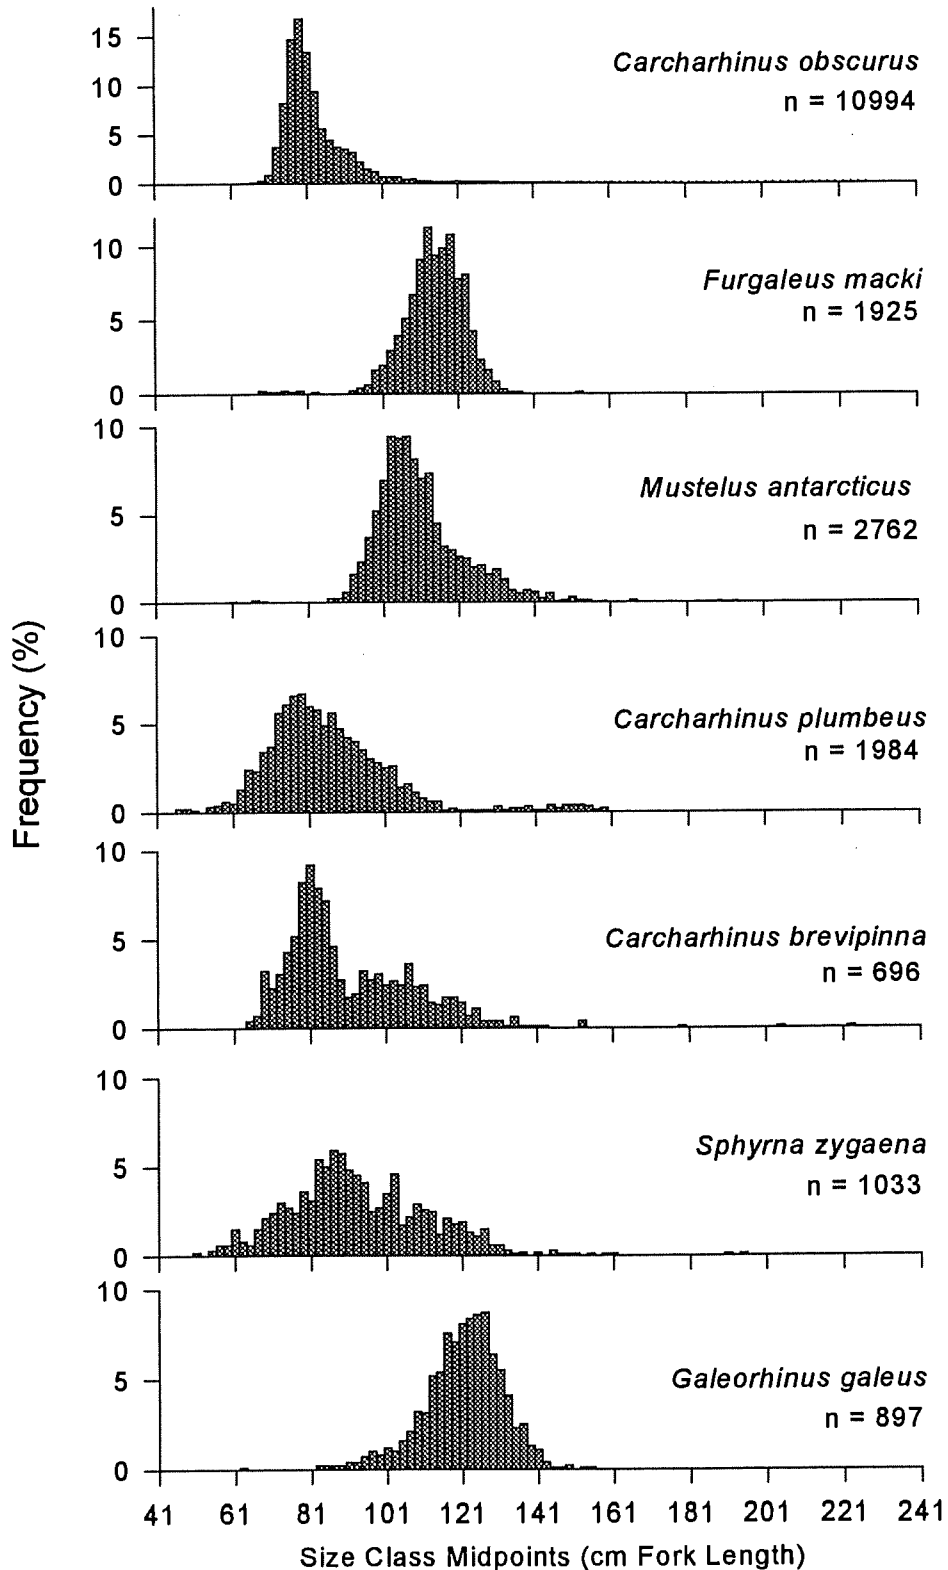 15
10
5
0
Carcharhinus obscurus
n = 10994
10
5
0
Furgaleus macki
n = 1925
10
5
0
Mustelus antarcticus
n = 2762
10
5
0
Carcharhinus plumbeus
n = 1984
10
5
0
Carcharhinus brevipinna
n = 696
10
5
0
Sphyrna zygaena
n = 1033
10
5
0
Galeorhinus galeus
n = 897
Frequency (%)
41 61 81 101 121 141 161 181 201 221 241
Size Class Midpoints (cm Fork Length)